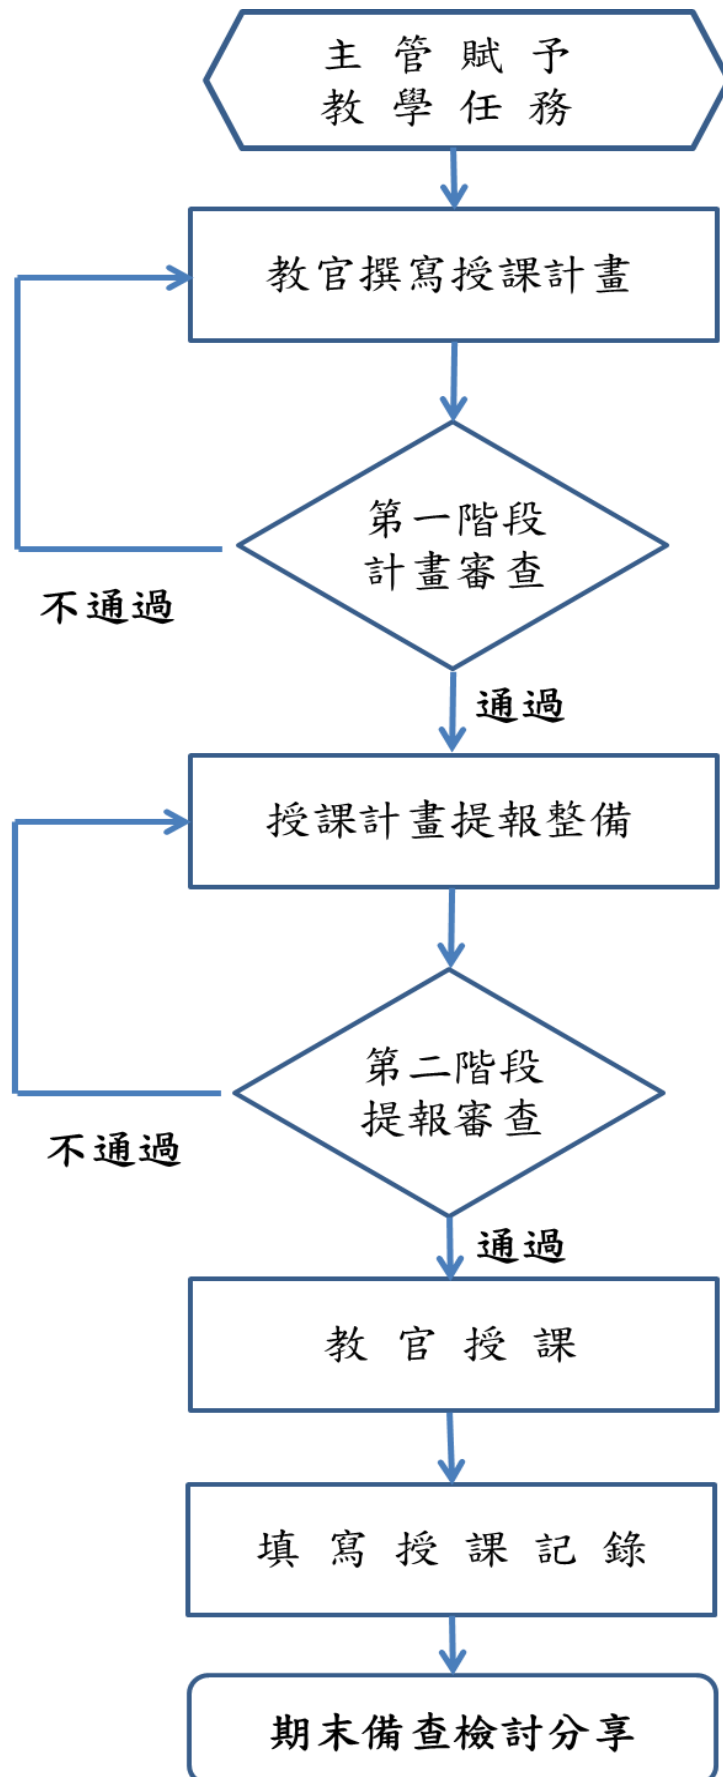 主管賦予
教學任務
教官撰寫授課計畫
第一階段
計畫審查
不通過
通過
授課計畫提報整備
第二階段
提報審查
不通過
通過
教官授課
填寫授課記錄
期末備查檢討分享